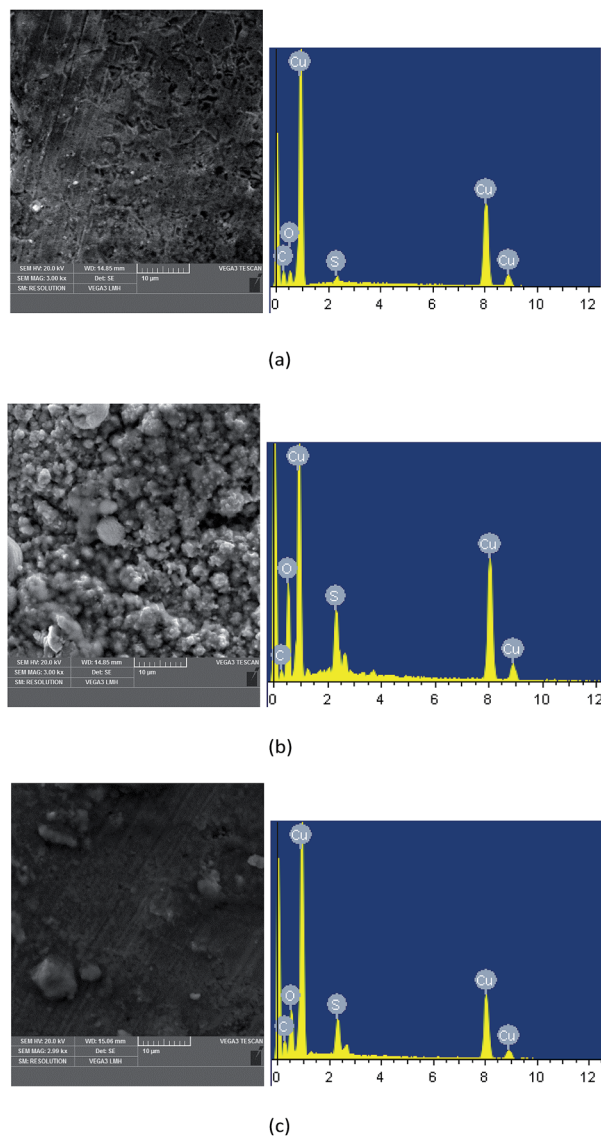 Cu
Cu
O
C
S
Cu
SEM HV: 20.0 kV WD: 14.85 mm VEGA3 TESCAN
SEM MAG: 3.00 kx Det: SE 10 µm
SM: RESOLUTION VEGA3 LMH
0 2 4 6 8 10 12
(a)
Cu
Cu
O
S
C
Cu
SEM HV: 20.0 kV WD: 14.85 mm VEGA3 TESCAN
SEM MAG: 3.00 kx Det: SE 10 µm
SM: RESOLUTION VEGA3 LMH
0 2 4 6 8 10 12
(b)
Cu
Cu
O
S
C
Cu
SEM HV: 20.0 kV WD: 15.06 mm VEGA3 TESCAN
SEM MAG: 2.99 kx Det: SE 10 µm
SM: RESOLUTION VEGA3 LMH
0 2 4 6 8 10 12
(c)